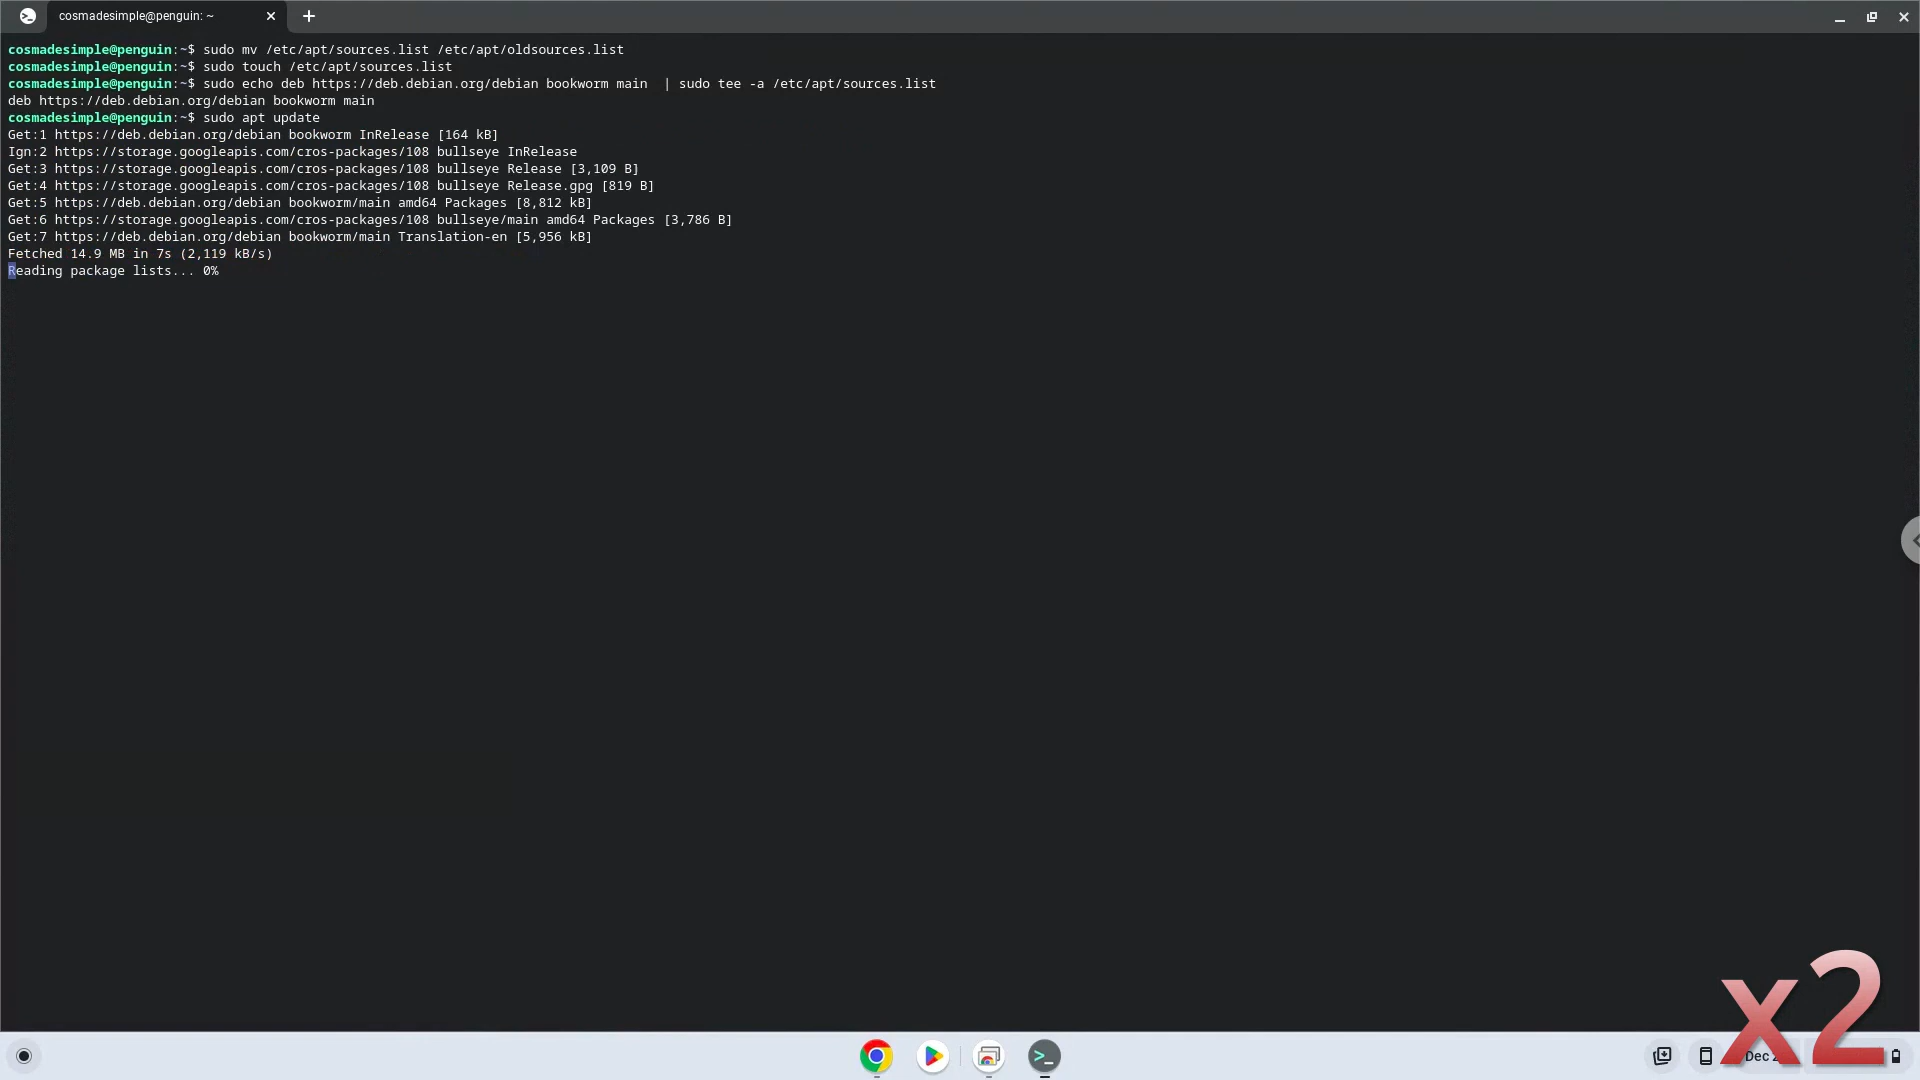 cosmadesimple@penguin: ~
cosmadesimple@penguin:~$ sudo mv /etc/apt/sources.list /etc/apt/oldsources.list
cosmadesimple@penguin:~$ sudo touch /etc/apt/sources.list
cosmadesimple@penguin:~$ sudo echo deb https://deb.debian.org/debian bookworm main  | sudo tee -a /etc/apt/sources.list
deb https://deb.debian.org/debian bookworm main
cosmadesimple@penguin:~$ sudo apt update
Get:1 https://deb.debian.org/debian bookworm InRelease [164 kB]
Ign:2 https://storage.googleapis.com/cros-packages/108 bullseye InRelease
Get:3 https://storage.googleapis.com/cros-packages/108 bullseye Release [3,109 B]
Get:4 https://storage.googleapis.com/cros-packages/108 bullseye Release.gpg [819 B]
Get:5 https://deb.debian.org/debian bookworm/main amd64 Packages [8,812 kB]
Get:6 https://storage.googleapis.com/cros-packages/108 bullseye/main amd64 Packages [3,786 B]
Get:7 https://deb.debian.org/debian bookworm/main Translation-en [5,956 kB]
Fetched 14.9 MB in 7s (2,119 kB/s)
Reading package lists... 0%
x2
Dec